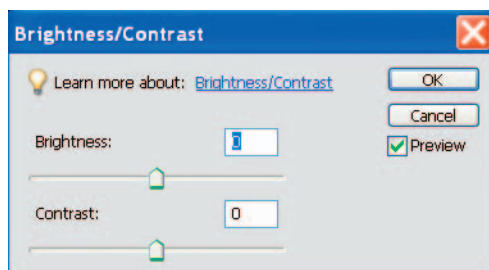 Brightness/Contrast
Learn more about: Brightness/Contrast
OK
Cancel
Preview
Brightness: 0
Contrast: 0